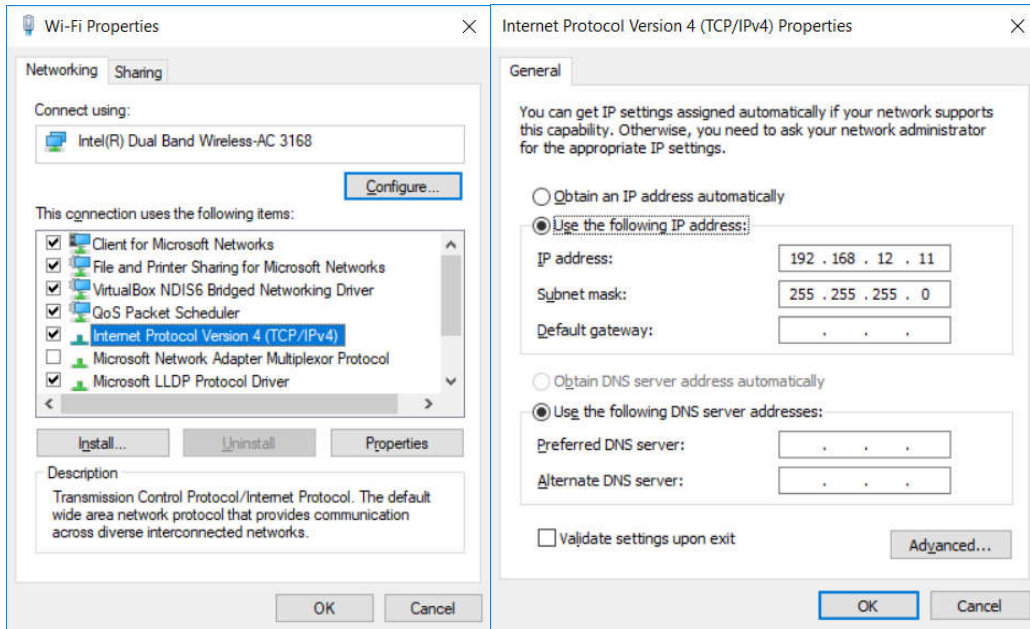 Wi-Fi Properties
Networking
Sharing
Connect using:
Intel(R) Dual Band Wireless-AC 3168
Configure...
This connection uses the following items:
Client for Microsoft Networks
File and Printer Sharing for Microsoft Networks
VirtualBox NDIS6 Bridged Networking Driver
QoS Packet Scheduler
Internet Protocol Version 4 (TCP/IPv4)
Microsoft Network Adapter Multiplexor Protocol
Microsoft LLDP Protocol Driver
Install...
Uninstall
Properties
Description
Transmission Control Protocol/Internet Protocol. The default
wide area network protocol that provides communication
across diverse interconnected networks.
OK
Cancel
Internet Protocol Version 4 (TCP/IPv4) Properties
General
You can get IP settings assigned automatically if your network supports
this capability. Otherwise, you need to ask your network administrator
for the appropriate IP settings.
Obtain an IP address automatically
Use the following IP address:
IP address: 192 . 168 . 12 . 11
Subnet mask: 255 . 255 . 255 . 0
Default gateway: . . .
Obtain DNS server address automatically
Use the following DNS server addresses:
Preferred DNS server: . . .
Alternate DNS server: . . .
Validate settings upon exit
Advanced...
OK
Cancel